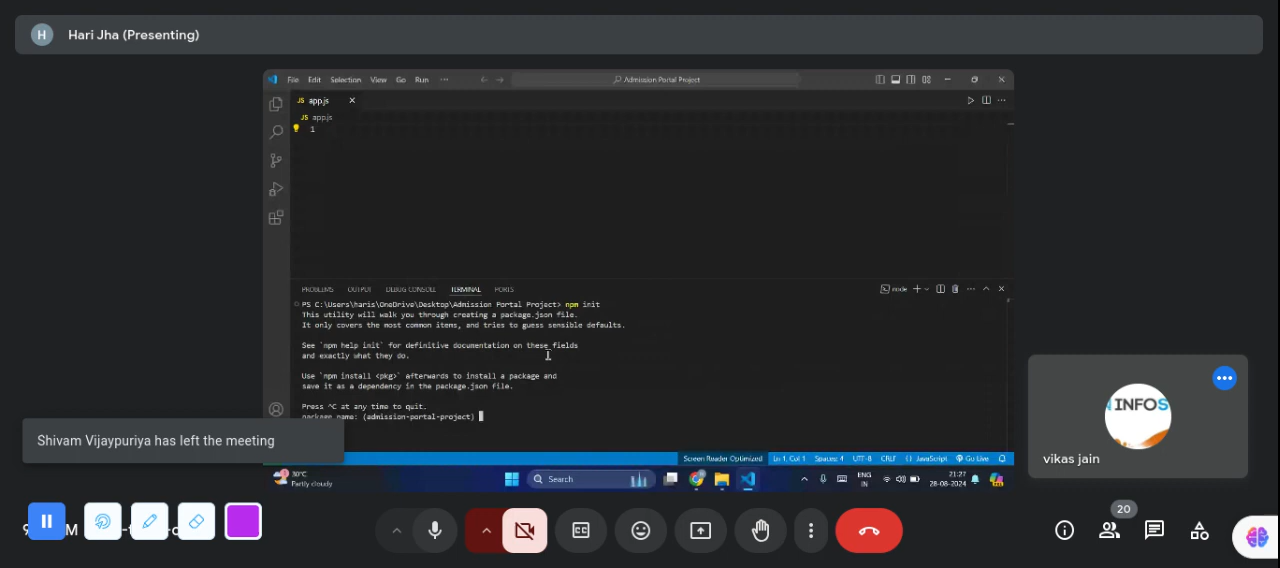 H Hari Jha (Presenting)
File Edit Selection View Go Run ··· Admission Portal Project
JS app.js
JS app.js
1
PROBLEMS OUTPUT DEBUG CONSOLE TERMINAL PORTS node
PS C:\Users\haris\OneDrive\Desktop\Admission Portal Project> npm init
This utility will walk you through creating a package.json file.
It only covers the most common items, and tries to guess sensible defaults.
See `npm help init` for definitive documentation on these fields
and exactly what they do.
Use `npm install <pkg>` afterwards to install a package and
save it as a dependency in the package.json file.
Press ^C at any time to quit.
package name: (admission-portal-project)
Shivam Vijaypuriya has left the meeting
INFOS
vikas jain
Screen Reader Optimized Ln 1, Col 1 Spaces: 4 UTF-8 CRLF {} JavaScript Go Live
30°C
Partly cloudy
Search
ENG
IN
21:27
28-08-2024
20